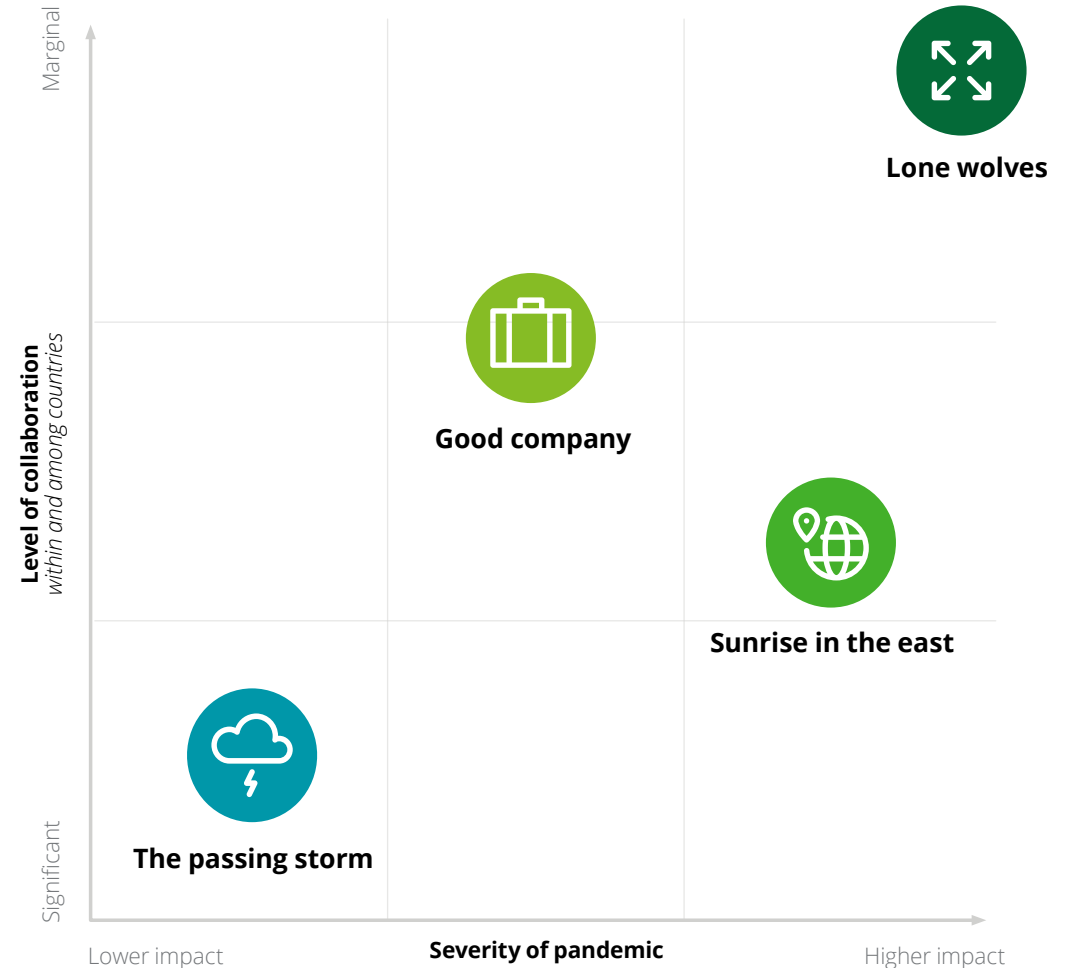 Marginal
Lone wolves
Level of collaboration
within and among countries
Good company
Sunrise in the east
The passing storm
Significant
Lower impact
Severity of pandemic
Higher impact